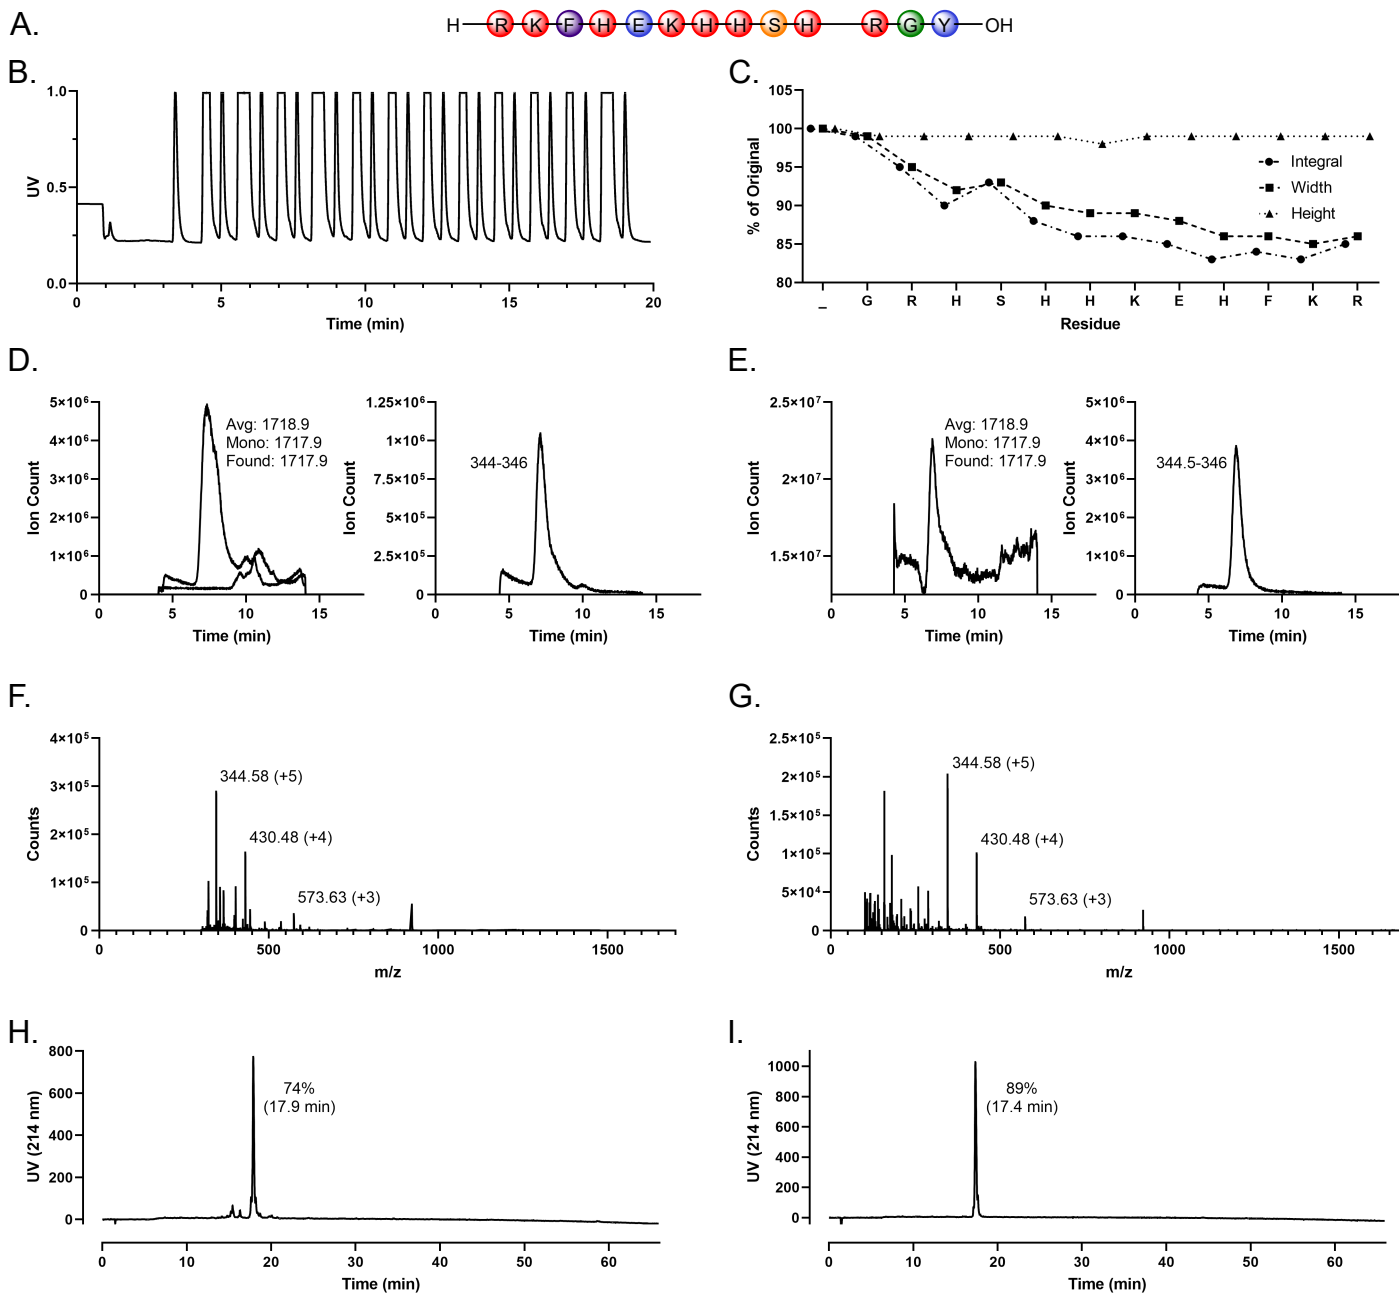 A.
H R K F H E K H H S H R G Y OH
B.
1.0
0.5
0.0
UV
0 5 10 15 20
Time (min)
C.
105
100
95
90
85
80
% of Original
Integral
Width
Height
_ G R H S H H K E H F K R
Residue
D.
5×10⁶
4×10⁶
3×10⁶
2×10⁶
1×10⁶
0
Ion Count
Avg: 1718.9
Mono: 1717.9
Found: 1717.9
0 5 10 15
Time (min)
1.25×10⁶
1×10⁶
7.5×10⁵
5×10⁵
2.5×10⁵
0
Ion Count
344-346
0 5 10 15
Time (min)
E.
2.5×10⁷
2×10⁷
1.5×10⁷
Ion Count
Avg: 1718.9
Mono: 1717.9
Found: 1717.9
0 5 10 15
Time (min)
5×10⁶
4×10⁶
3×10⁶
2×10⁶
1×10⁶
0
Ion Count
344.5-346
0 5 10 15
Time (min)
F.
4×10⁵
3×10⁵
2×10⁵
1×10⁵
0
Counts
344.58 (+5)
430.48 (+4)
573.63 (+3)
0 500 1000 1500
m/z
G.
2.5×10⁵
2×10⁵
1.5×10⁵
1×10⁵
5×10⁴
0
Counts
344.58 (+5)
430.48 (+4)
573.63 (+3)
0 500 1000 1500
m/z
H.
800
600
400
200
0
UV (214 nm)
74%
(17.9 min)
0 10 20 30 40 50 60
Time (min)
I.
1000
800
600
400
200
0
UV (214 nm)
89%
(17.4 min)
0 10 20 30 40 50 60
Time (min)